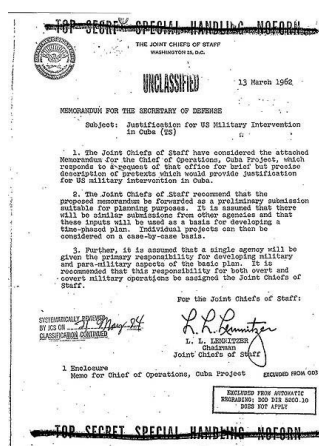 TOP SECRET SPECIAL HANDLING NOFORN
THE JOINT CHIEFS OF STAFF
WASHINGTON 25, D.C.
UNCLASSIFIED
13 March 1962
MEMORANDUM FOR THE SECRETARY OF DEFENSE
Subject: Justification for US Military Intervention
in Cuba (TS)
1. The Joint Chiefs of Staff have considered the attached
Memorandum for the Chief of Operations, Cuba Project, which
responds to a request of that office for brief but precise
description of pretexts which would provide justification
for US military intervention in Cuba.
2. The Joint Chiefs of Staff recommend that the
proposed memorandum be forwarded as a preliminary submission
suitable for planning purposes. It is assumed that there
will be similar submissions from other agencies and that
these inputs will be used as a basis for developing a
time-phased plan. Individual projects can then be
considered on a case-by-case basis.
3. Further, it is assumed that a single agency will be
given the primary responsibility for developing military
and para-military aspects of the basic plan. It is
recommended that this responsibility for both overt and
covert military operations be assigned the Joint Chiefs of
Staff.
For the Joint Chiefs of Staff:
SYSTEMATICALLY REVIEWED
BY JCS ON 21 May 84
CLASSIFICATION CONTINUED
L. L. Lemnitzer
L. L. LEMNITZER
Chairman
Joint Chiefs of Staff
1 Enclosure
Memo for Chief of Operations, Cuba Project
EXCLUDED FROM GDS
EXCLUDED FROM AUTOMATIC
REGRADING; DOD DIR 5200.10
DOES NOT APPLY
TOP SECRET SPECIAL HANDLING NOFORN